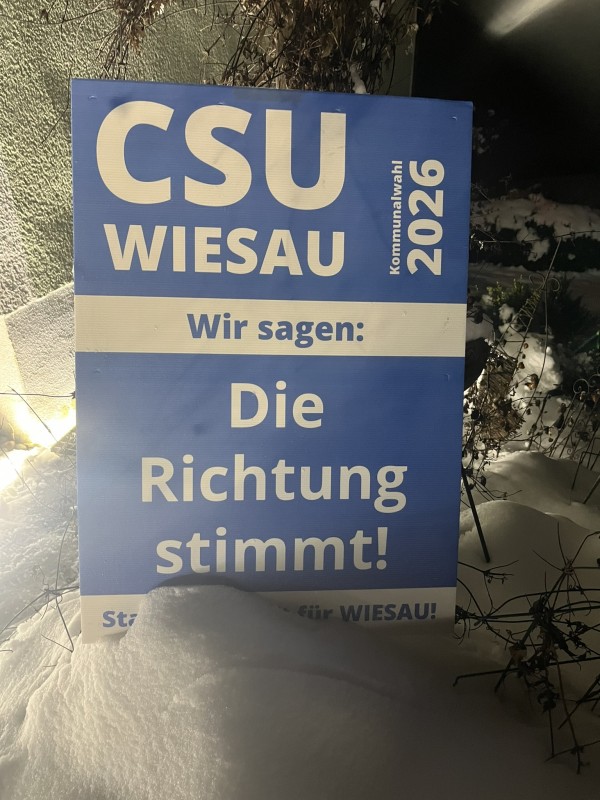 CSU
WIESAU
Kommunalwahl
2026
Wir sagen:
Die
Richtung
stimmt!
für WIESAU!